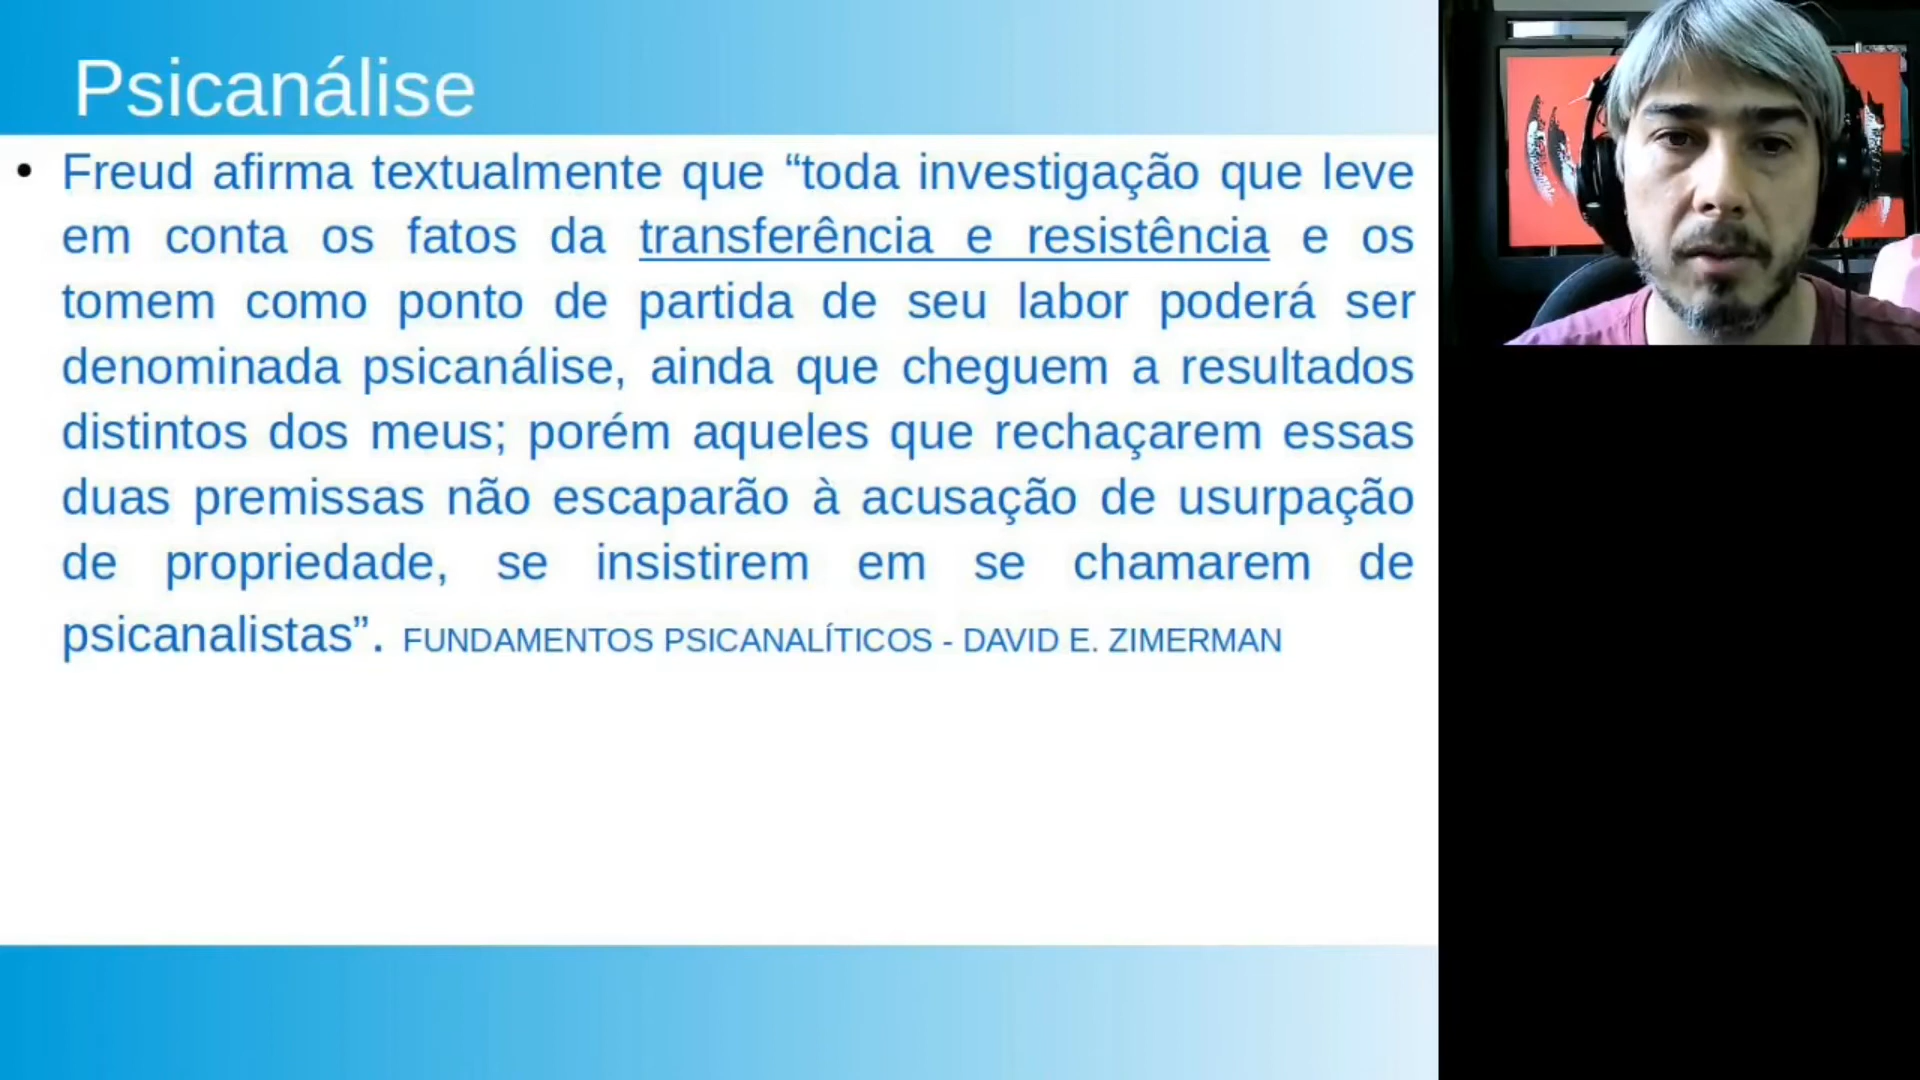 Psicanálise
• Freud afirma textualmente que “toda investigação que leve
em conta os fatos da transferência e resistência e os
tomem como ponto de partida de seu labor poderá ser
denominada psicanálise, ainda que cheguem a resultados
distintos dos meus; porém aqueles que rechaçarem essas
duas premissas não escaparão à acusação de usurpação
de propriedade, se insistirem em se chamarem de
psicanalistas”. FUNDAMENTOS PSICANALÍTICOS - DAVID E. ZIMERMAN